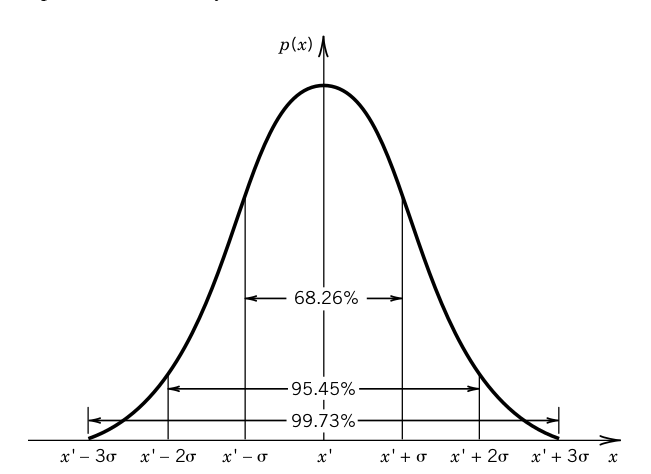 p(x)
68.26%
95.45%
99.73%
x' – 3σ x' – 2σ x' – σ x' x' + σ x' + 2σ x' + 3σ x